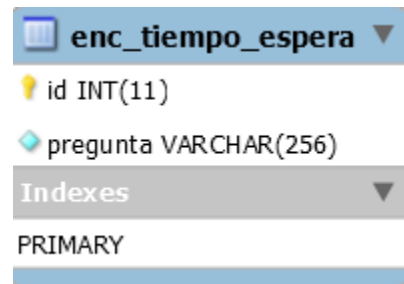 enc_tiempo_espera
id INT(11)
pregunta VARCHAR(256)
Indexes
PRIMARY